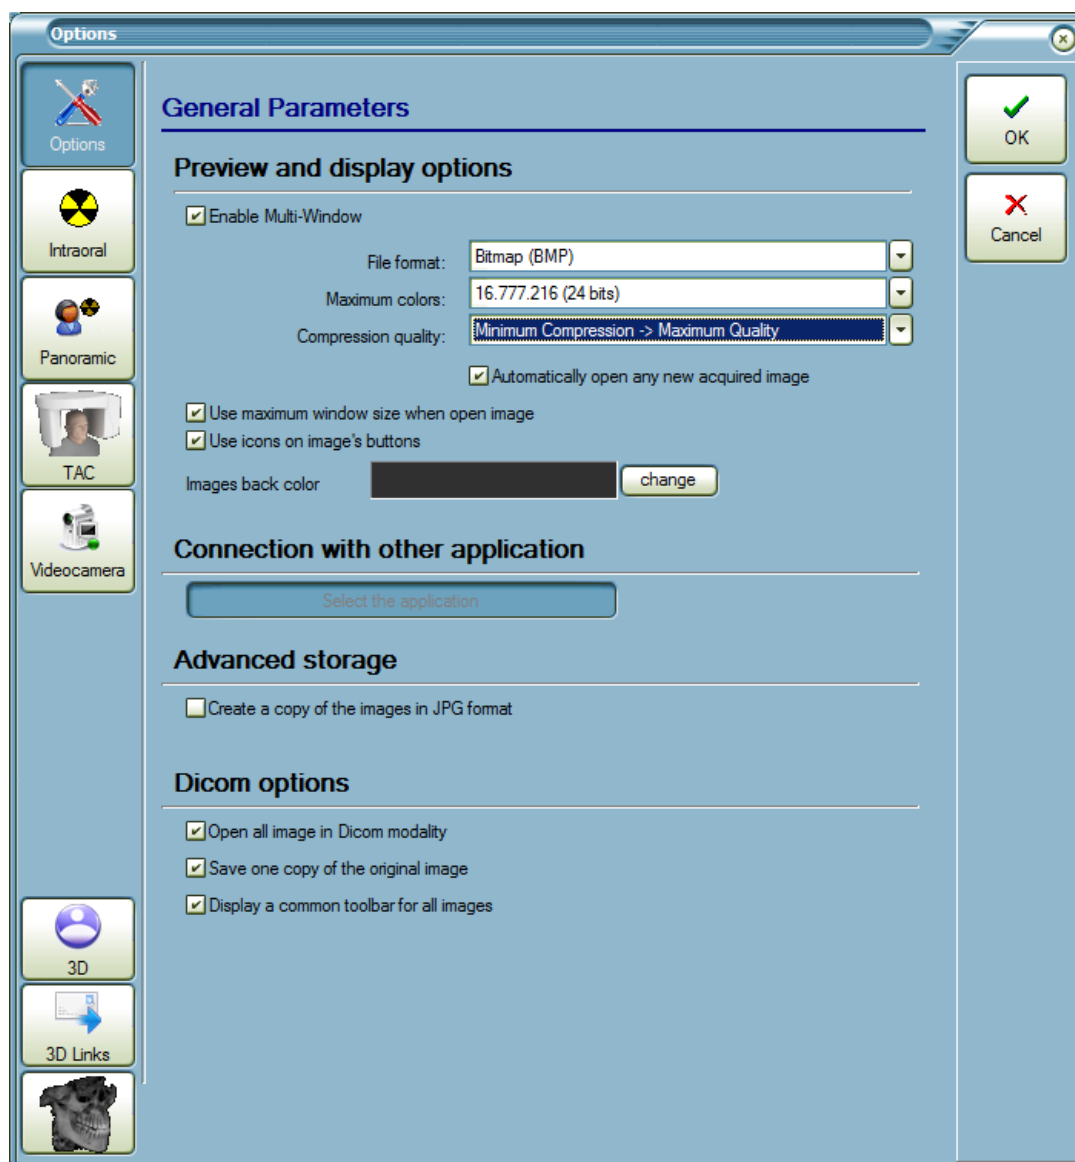 Options
Options
Intraoral
Panoramic
TAC
Videocamera
3D
3D Links
General Parameters
Preview and display options
Enable Multi-Window
File format: Bitmap (BMP)
Maximum colors: 16.777.216 (24 bits)
Compression quality: Minimum Compression -> Maximum Quality
Automatically open any new acquired image
Use maximum window size when open image
Use icons on image's buttons
Images back color change
Connection with other application
Select the application
Advanced storage
Create a copy of the images in JPG format
Dicom options
Open all image in Dicom modality
Save one copy of the original image
Display a common toolbar for all images
OK
Cancel